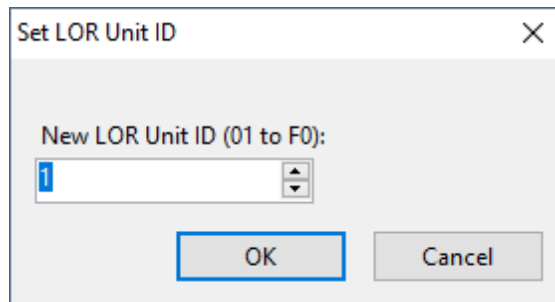 Set LOR Unit ID
New LOR Unit ID (01 to F0):
1
OK Cancel